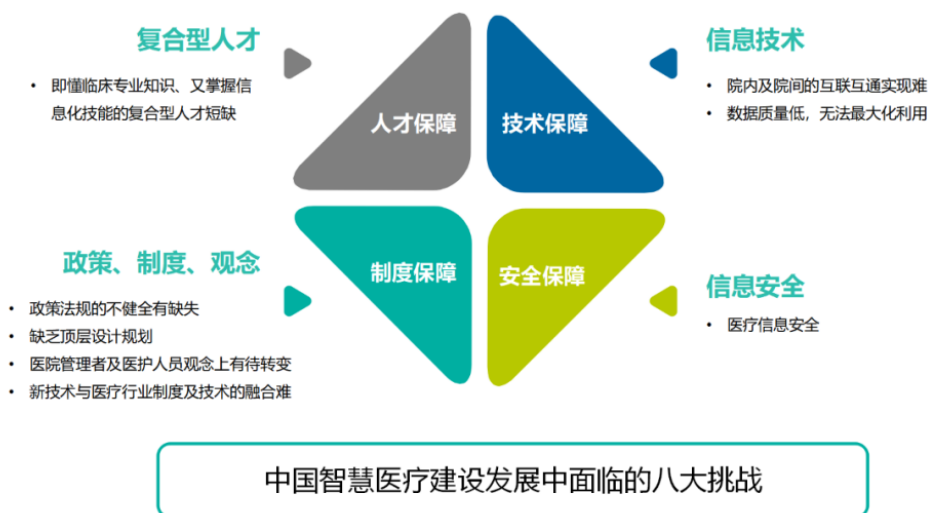 复合型人才
• 即懂临床专业知识、又掌握信
息化技能的复合型人才短缺
人才保障
技术保障
信息技术
• 院内及院间的互联互通实现难
• 数据质量低，无法最大化利用
政策、制度、观念
• 政策法规的不健全有缺失
• 缺乏顶层设计规划
• 医院管理者及医护人员观念上有待转变
• 新技术与医疗行业制度及技术的融合难
制度保障
安全保障
信息安全
• 医疗信息安全
中国智慧医疗建设发展中面临的八大挑战